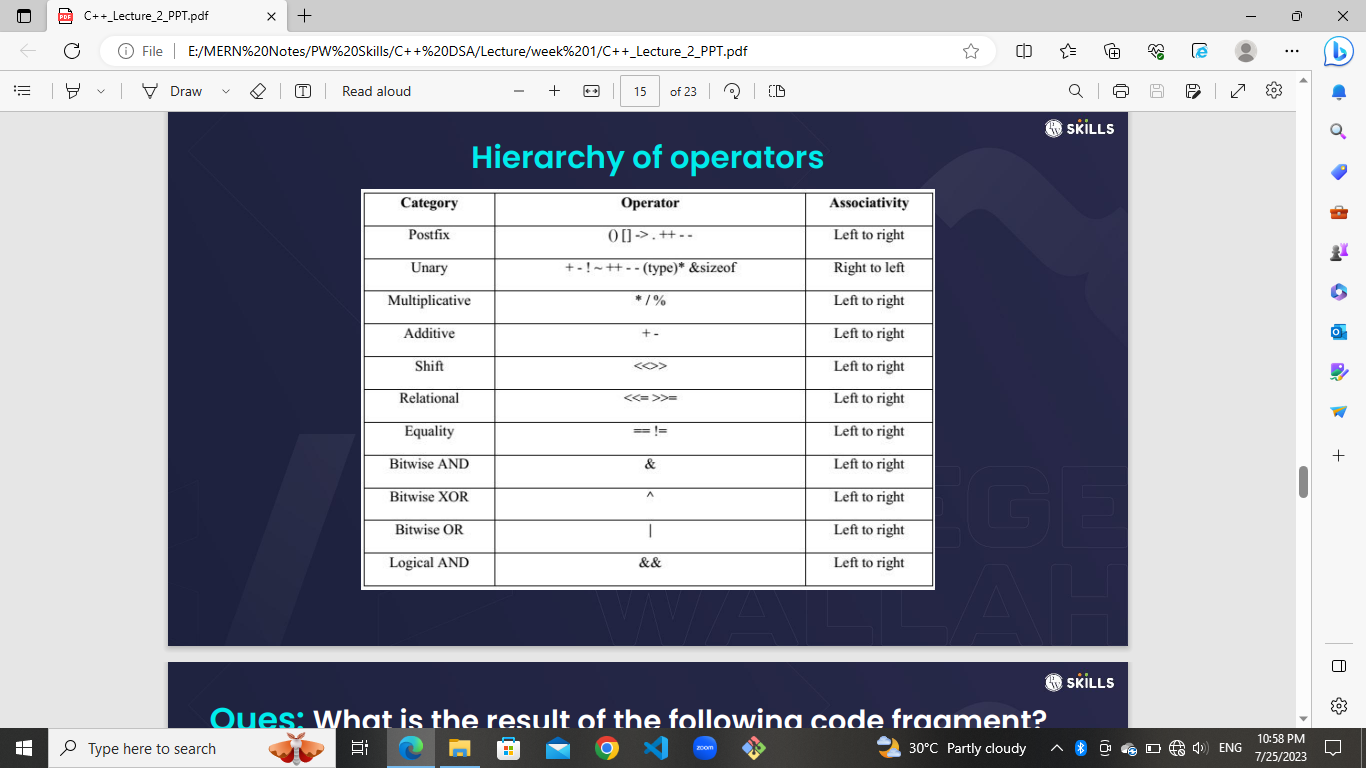 C++_Lecture_2_PPT.pdf
File
E:/MERN%20Notes/PW%20Skills/C++%20DSA/Lecture/week%201/C++_Lecture_2_PPT.pdf
Draw
Read aloud
15 of 23
SKILLS
Hierarchy of operators
Category Operator Associativity
Postfix () [] -> . ++ - - Left to right
Unary + - ! ~ ++ - - (type)* &sizeof Right to left
Multiplicative * / % Left to right
Additive + - Left to right
Shift <<>> Left to right
Relational <<= >>= Left to right
Equality == != Left to right
Bitwise AND & Left to right
Bitwise XOR ^ Left to right
Bitwise OR | Left to right
Logical AND && Left to right
EGE
WALLAH
SKILLS
Ques: What is the result of the following code fragment?
Type here to search
zoom
30°C Partly cloudy
ENG
10:58 PM
7/25/2023